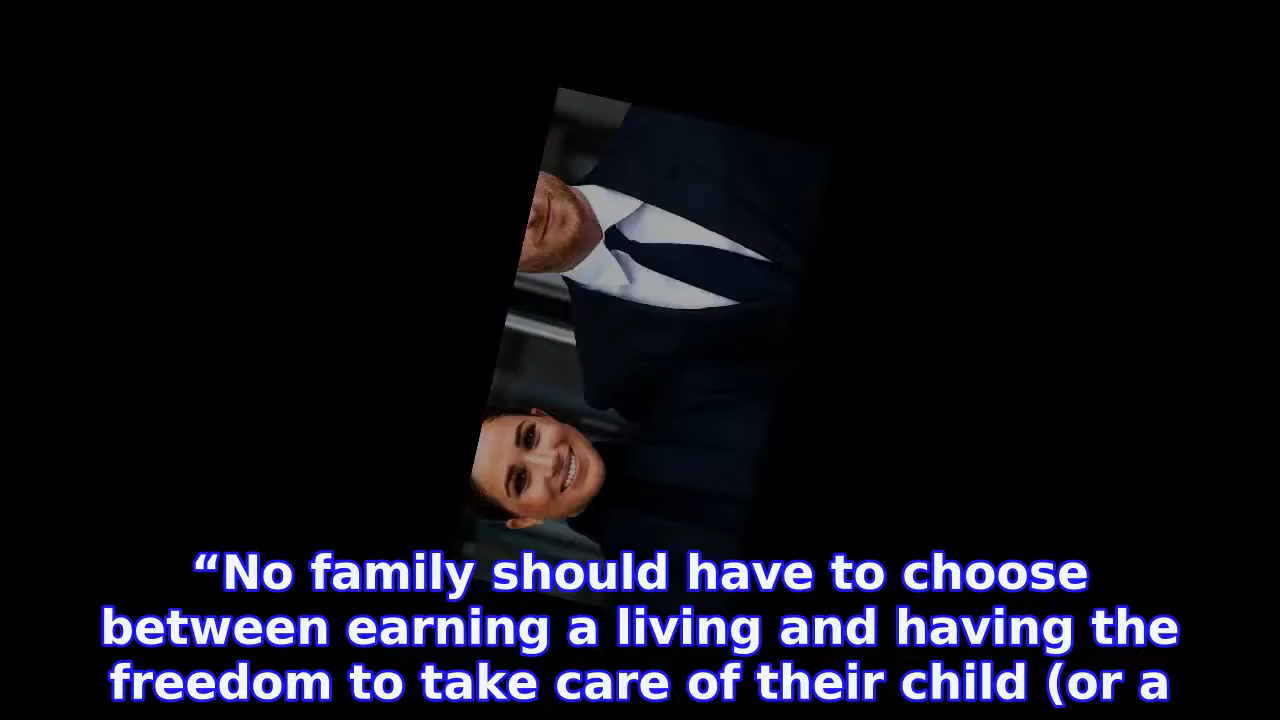 “No family should have to choose
between earning a living and having the
freedom to take care of their child (or a